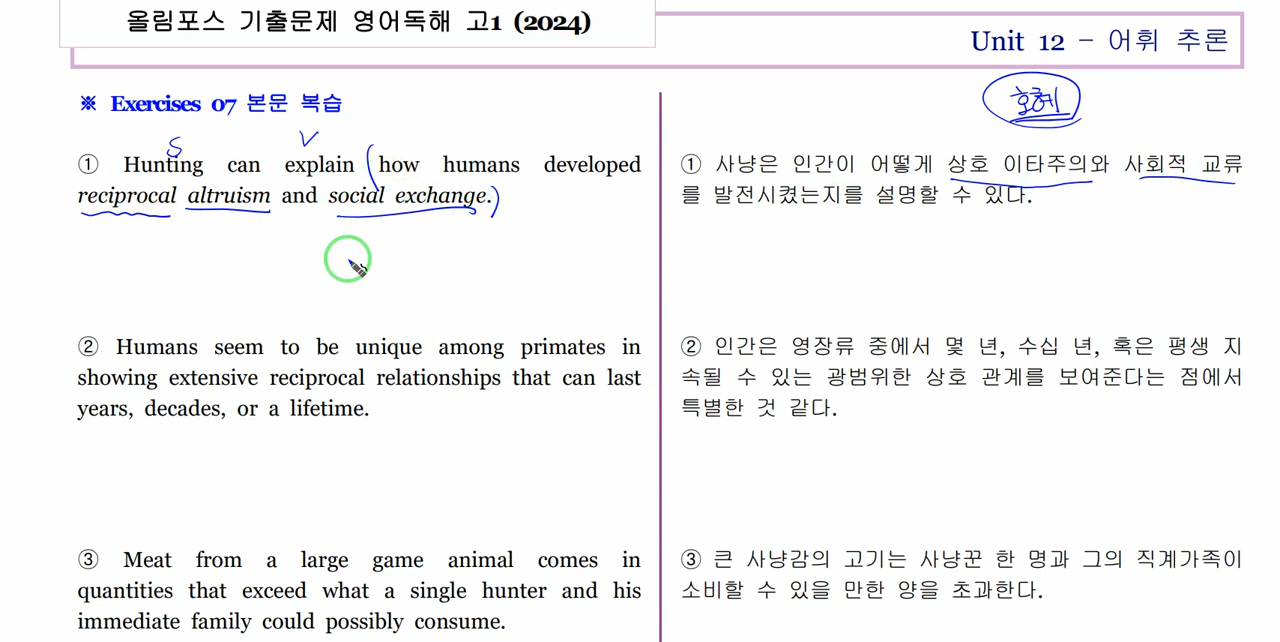 올림포스 기출문제 영어독해 고1 (2024)
Unit 12 – 어휘 추론
※ Exercises 07 본문 복습
호혜
S V
① Hunting can explain (how humans developed
reciprocal altruism and social exchange.)
① 사냥은 인간이 어떻게 상호 이타주의와 사회적 교류
를 발전시켰는지를 설명할 수 있다.
② Humans seem to be unique among primates in
showing extensive reciprocal relationships that can last
years, decades, or a lifetime.
② 인간은 영장류 중에서 몇 년, 수십 년, 혹은 평생 지
속될 수 있는 광범위한 상호 관계를 보여준다는 점에서
특별한 것 같다.
③ Meat from a large game animal comes in
quantities that exceed what a single hunter and his
immediate family could possibly consume.
③ 큰 사냥감의 고기는 사냥꾼 한 명과 그의 직계가족이
소비할 수 있을 만한 양을 초과한다.